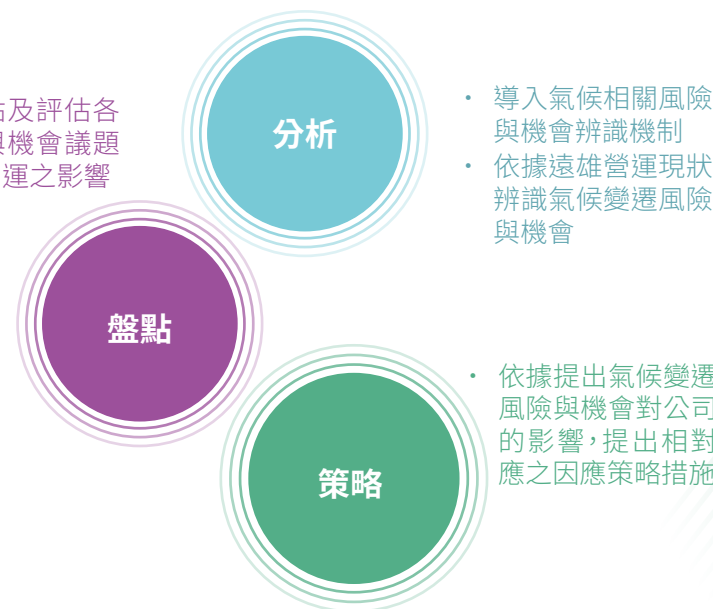 分析
· 導入氣候相關風險
與機會辨識機制
· 依據遠雄營運現狀
辨識氣候變遷風險
與機會
及評估各
機會議題
運之影響
盤點
策略
· 依據提出氣候變遷
風險與機會對公司
的影響，提出相對
應之因應策略措施